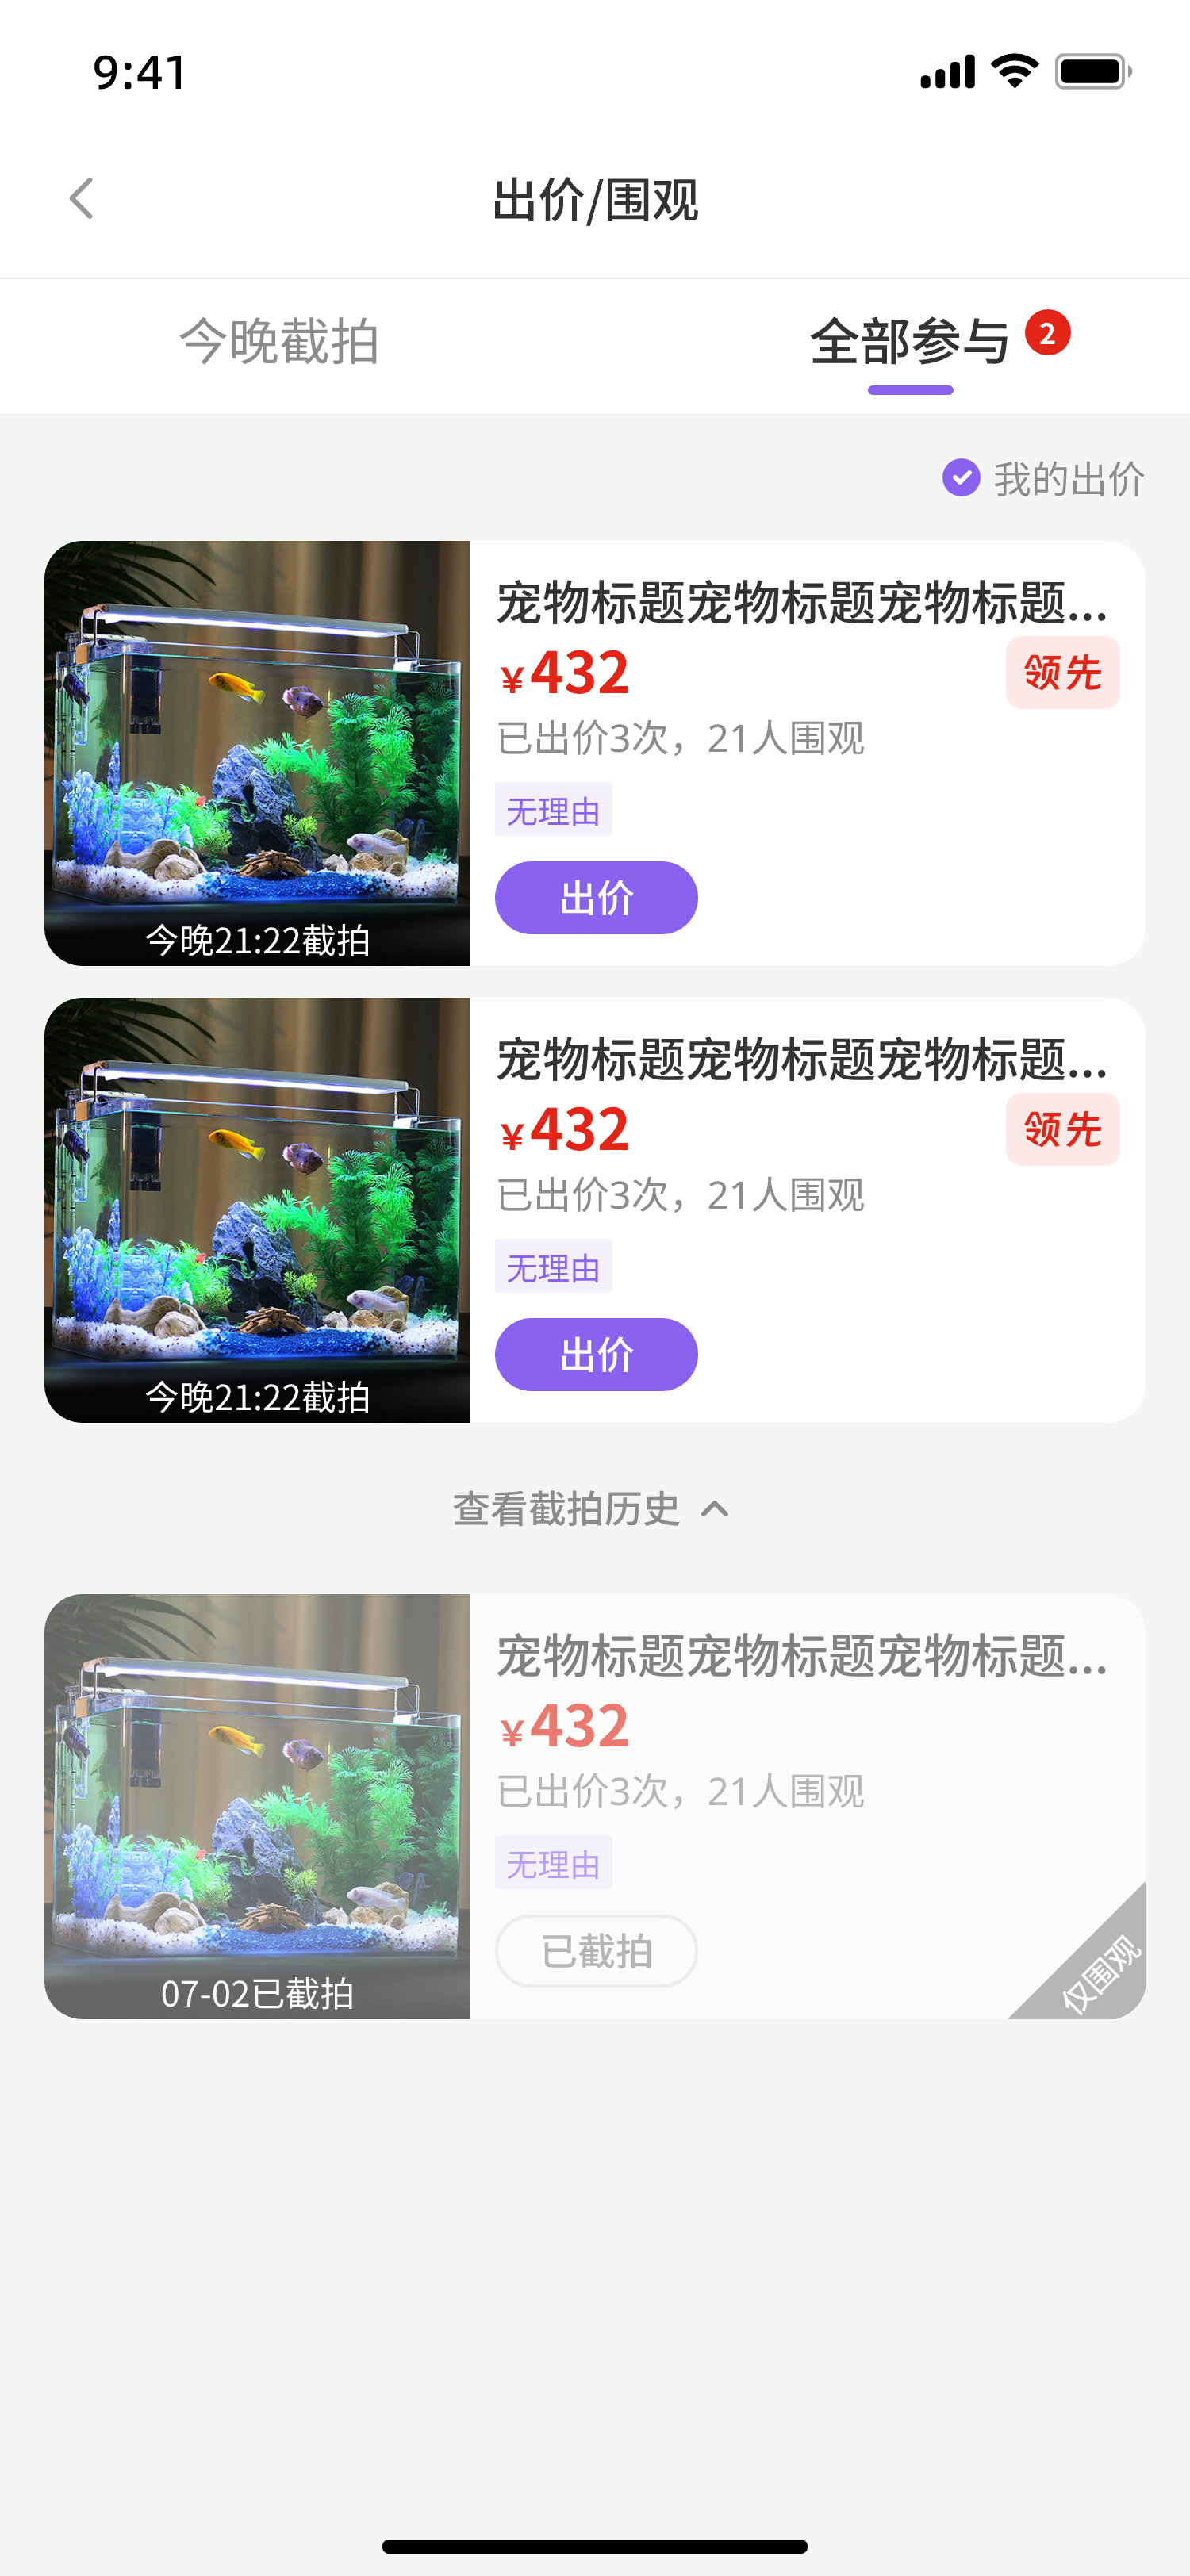 9:41
出价/围观
今晚截拍
全部参与 2
我的出价
宠物标题宠物标题宠物标题...
¥432
领先
已出价3次，21人围观
无理由
出价
今晚21:22截拍
宠物标题宠物标题宠物标题...
¥432
领先
已出价3次，21人围观
无理由
出价
今晚21:22截拍
查看截拍历史
宠物标题宠物标题宠物标题...
¥432
已出价3次，21人围观
无理由
已截拍
仅围观
07-02已截拍